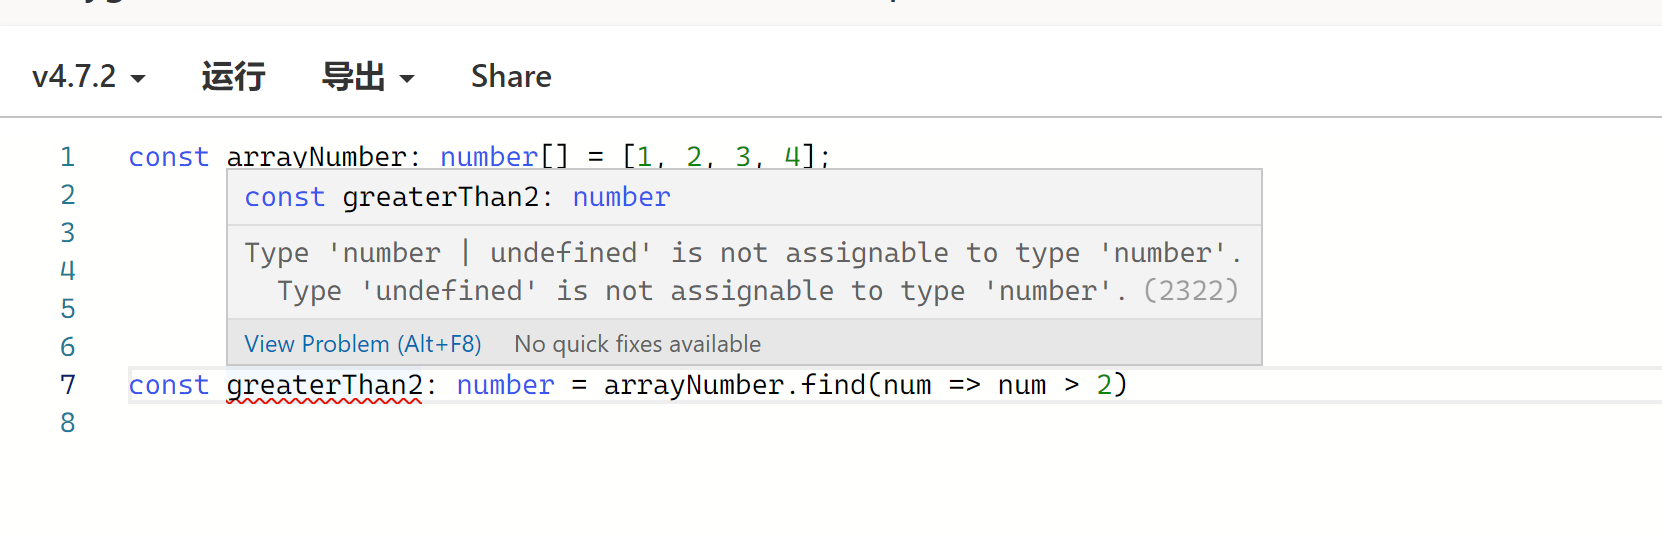 v4.7.2 运行 导出 Share
1 const arrayNumber: number[] = [1, 2, 3, 4];
2 const greaterThan2: number
3 Type 'number | undefined' is not assignable to type 'number'.
4 Type 'undefined' is not assignable to type 'number'. (2322)
5
6 View Problem (Alt+F8) No quick fixes available
7 const greaterThan2: number = arrayNumber.find(num => num > 2)
8